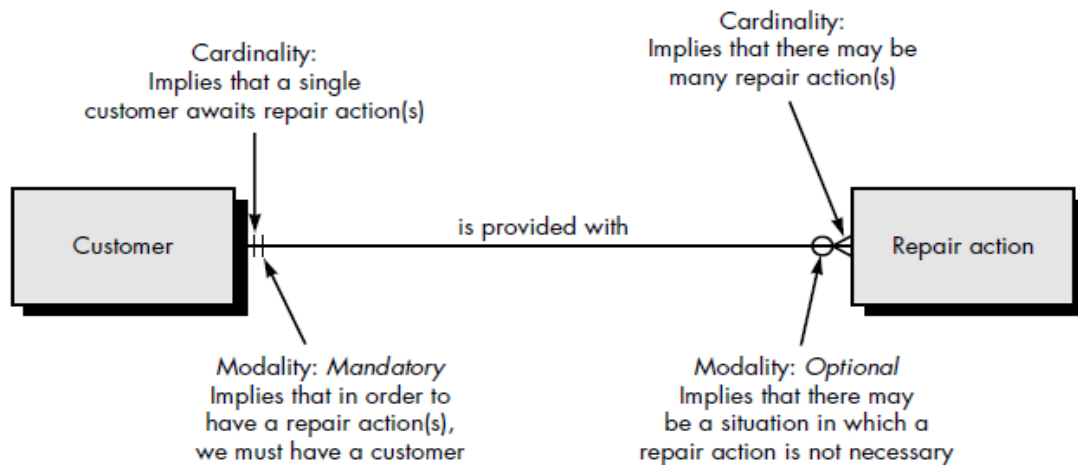 Cardinality:
Implies that a single
customer awaits repair action(s)
Cardinality:
Implies that there may be
many repair action(s)
Customer
is provided with
Repair action
Modality: Mandatory
Implies that in order to
have a repair action(s),
we must have a customer
Modality: Optional
Implies that there may
be a situation in which a
repair action is not necessary